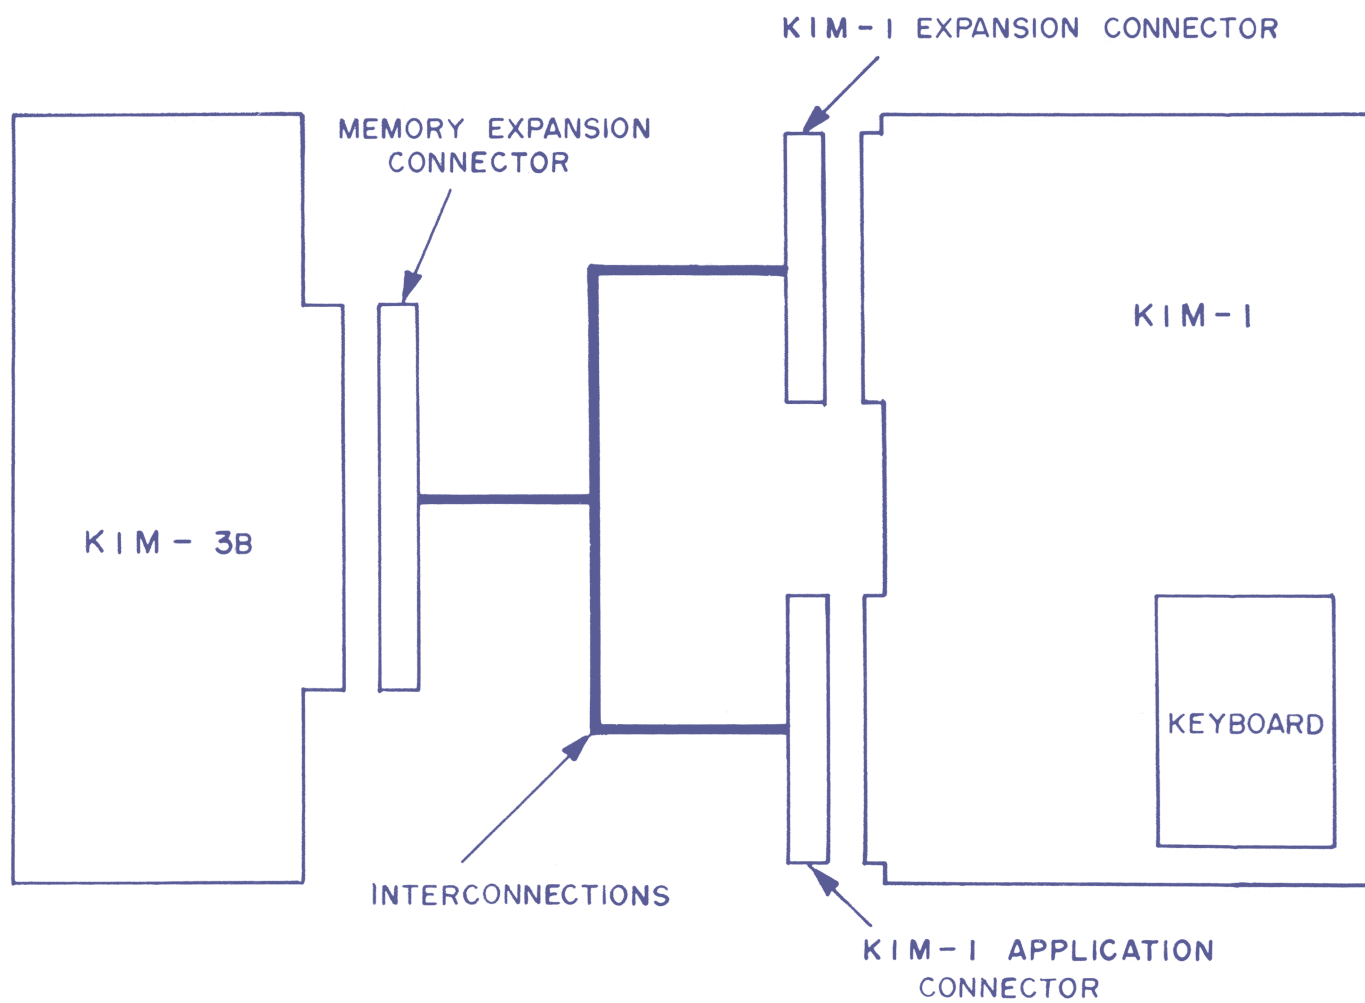 KIM-1 EXPANSION CONNECTOR
MEMORY EXPANSION
CONNECTOR
KIM-1
KIM - 3B
KEYBOARD
INTERCONNECTIONS
KIM-1 APPLICATION
CONNECTOR